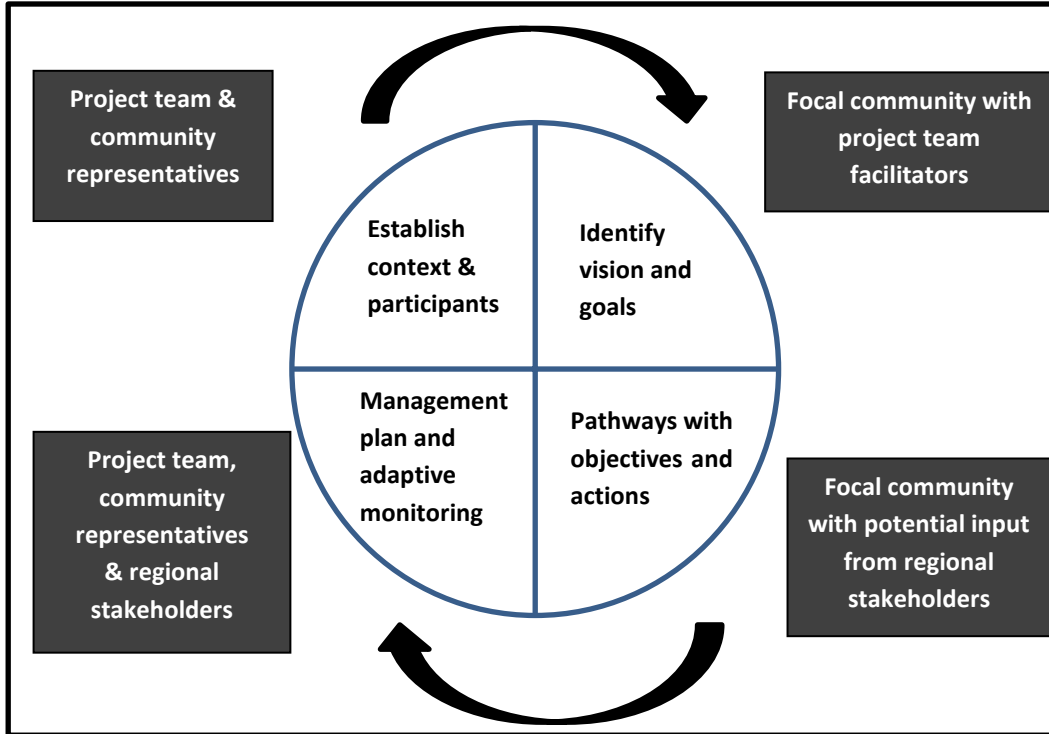 Project team &
community
representatives
Focal community with
project team
facilitators
Establish
context &
participants
Identify
vision and
goals
Management
plan and
adaptive
monitoring
Pathways with
objectives and
actions
Project team,
community
representatives
& regional
stakeholders
Focal community
with potential input
from regional
stakeholders